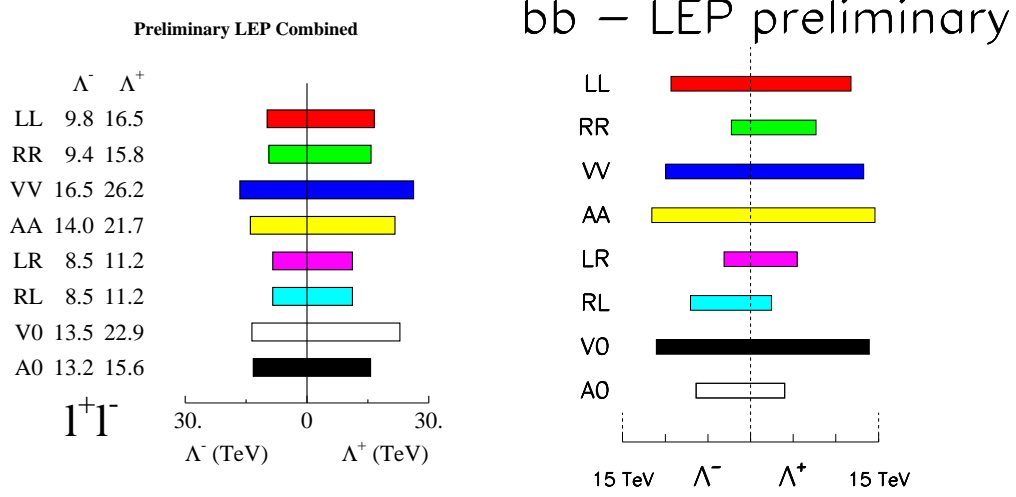 Preliminary LEP Combined
Λ⁻ Λ⁺
LL 9.8 16.5
RR 9.4 15.8
VV 16.5 26.2
AA 14.0 21.7
LR 8.5 11.2
RL 8.5 11.2
V0 13.5 22.9
A0 13.2 15.6
l⁺l⁻
30. 0 30.
Λ⁻ (TeV) Λ⁺ (TeV)
bb – LEP preliminary
LL
RR
VV
AA
LR
RL
V0
A0
15 TeV Λ⁻ Λ⁺ 15 TeV